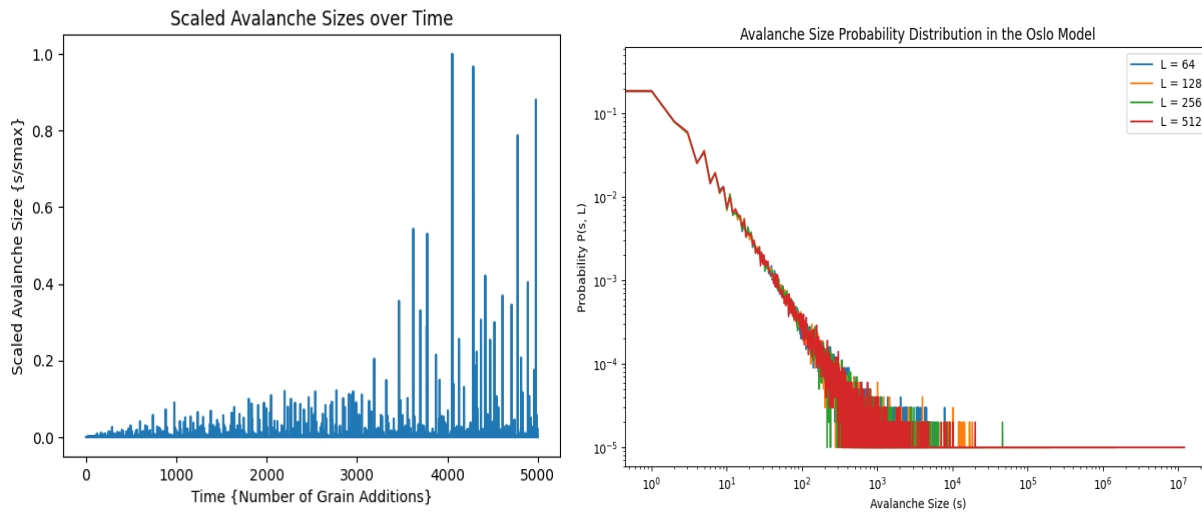 Scaled Avalanche Sizes over Time
Scaled Avalanche Size {s/smax}
1.0
0.8
0.6
0.4
0.2
0.0
0
1000
2000
3000
4000
5000
Time {Number of Grain Additions}
Avalanche Size Probability Distribution in the Oslo Model
Probability P(s, L)
10⁻¹
10⁻²
10⁻³
10⁻⁴
10⁻⁵
L = 64
L = 128
L = 256
L = 512
10⁰
10¹
10²
10³
10⁴
10⁵
10⁶
10⁷
Avalanche Size (s)